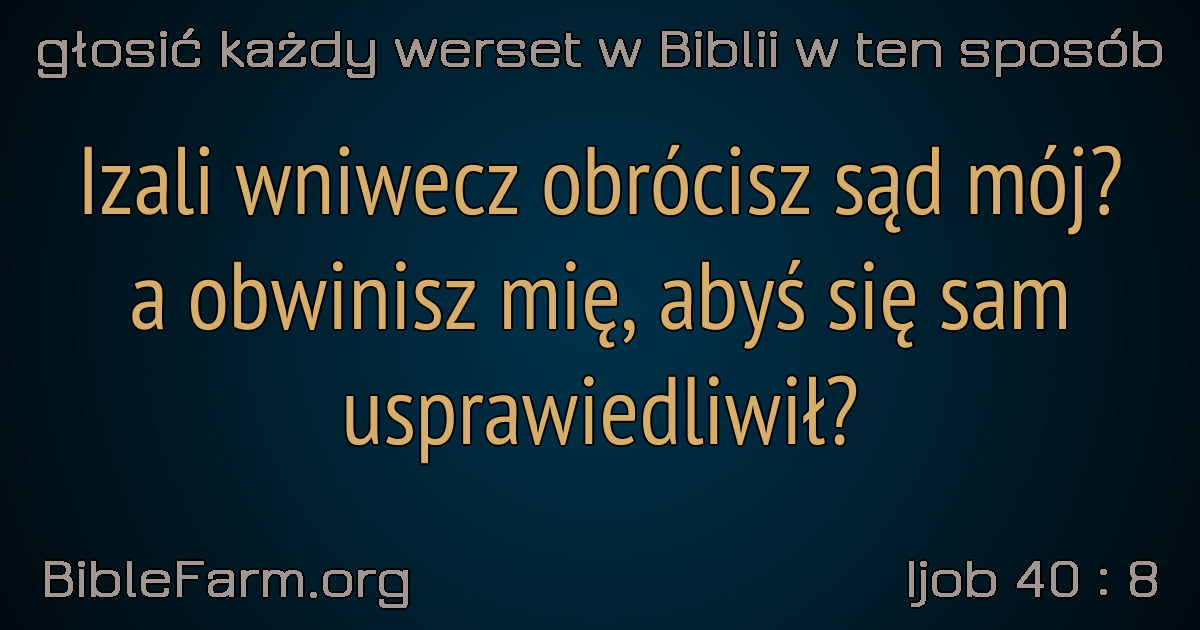 głosić każdy werset w Biblii w ten sposób
Izali wniwecz obrócisz sąd mój?
a obwinisz mię, abyś się sam
usprawiedliwił?
BibleFarm.org
Ijob 40 : 8